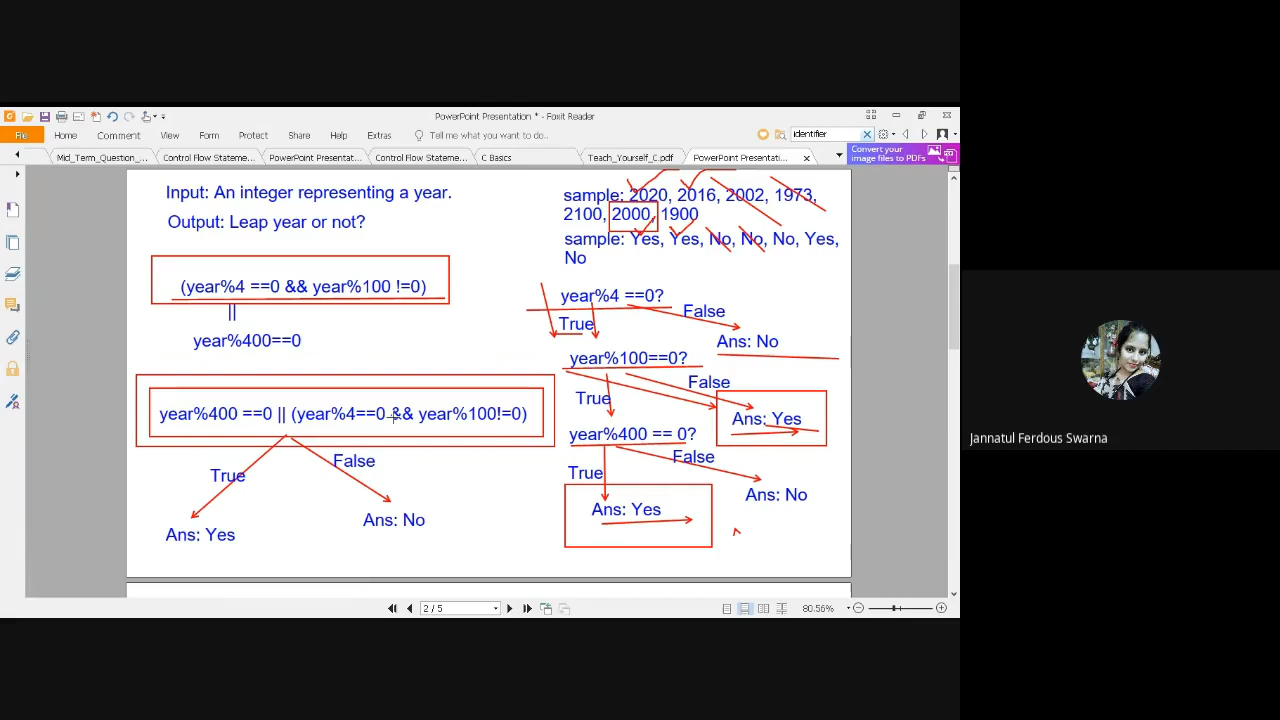 PowerPoint Presentation * - Foxit Reader
File Home Comment View Form Protect Share Help Extras Tell me what you want to do.. identifier
Mid_Term_Question_... Control Flow Stateme... PowerPoint Presentat... Control Flow Stateme... C Basics Teach_Yourself_C.pdf PowerPoint Presentati...
Convert your
image files to PDFs
Input: An integer representing a year.
Output: Leap year or not?
(year%4 ==0 && year%100 !=0)
||
year%400==0
year%400 ==0 || (year%4==0 && year%100!=0)
True
False
Ans: Yes
Ans: No
sample: 2020, 2016, 2002, 1973,
2100, 2000, 1900
sample: Yes, Yes, No, No, No, Yes,
No
year%4 ==0?
False
True
Ans: No
year%100==0?
False
True
Ans: Yes
year%400 == 0?
False
True
Ans: No
Ans: Yes
2 / 5
80.56%
Jannatul Ferdous Swarna